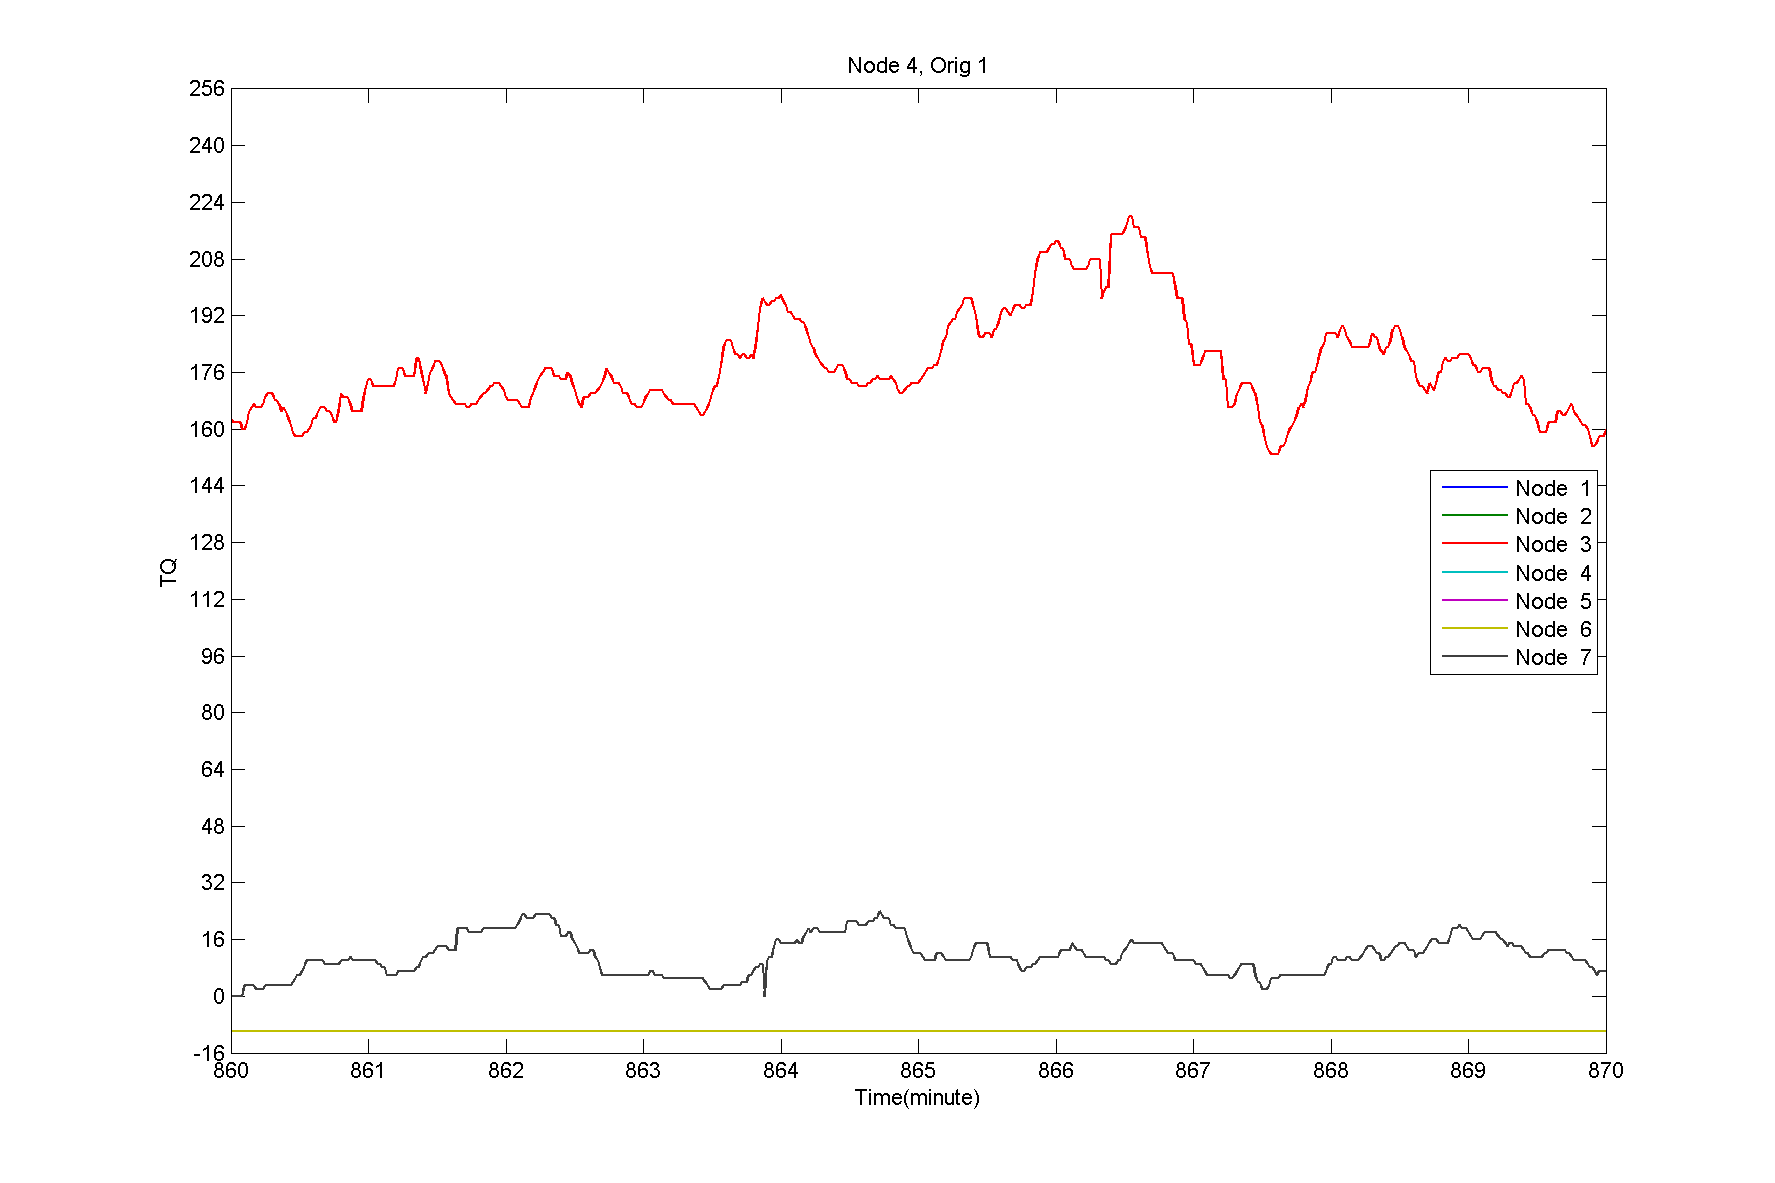 Node 4, Orig 1
256
240
224
208
192
176
160
144
128
112
96
80
64
48
32
16
0
-16
TQ
Node 1
Node 2
Node 3
Node 4
Node 5
Node 6
Node 7
860 861 862 863 864 865 866 867 868 869 870
Time(minute)